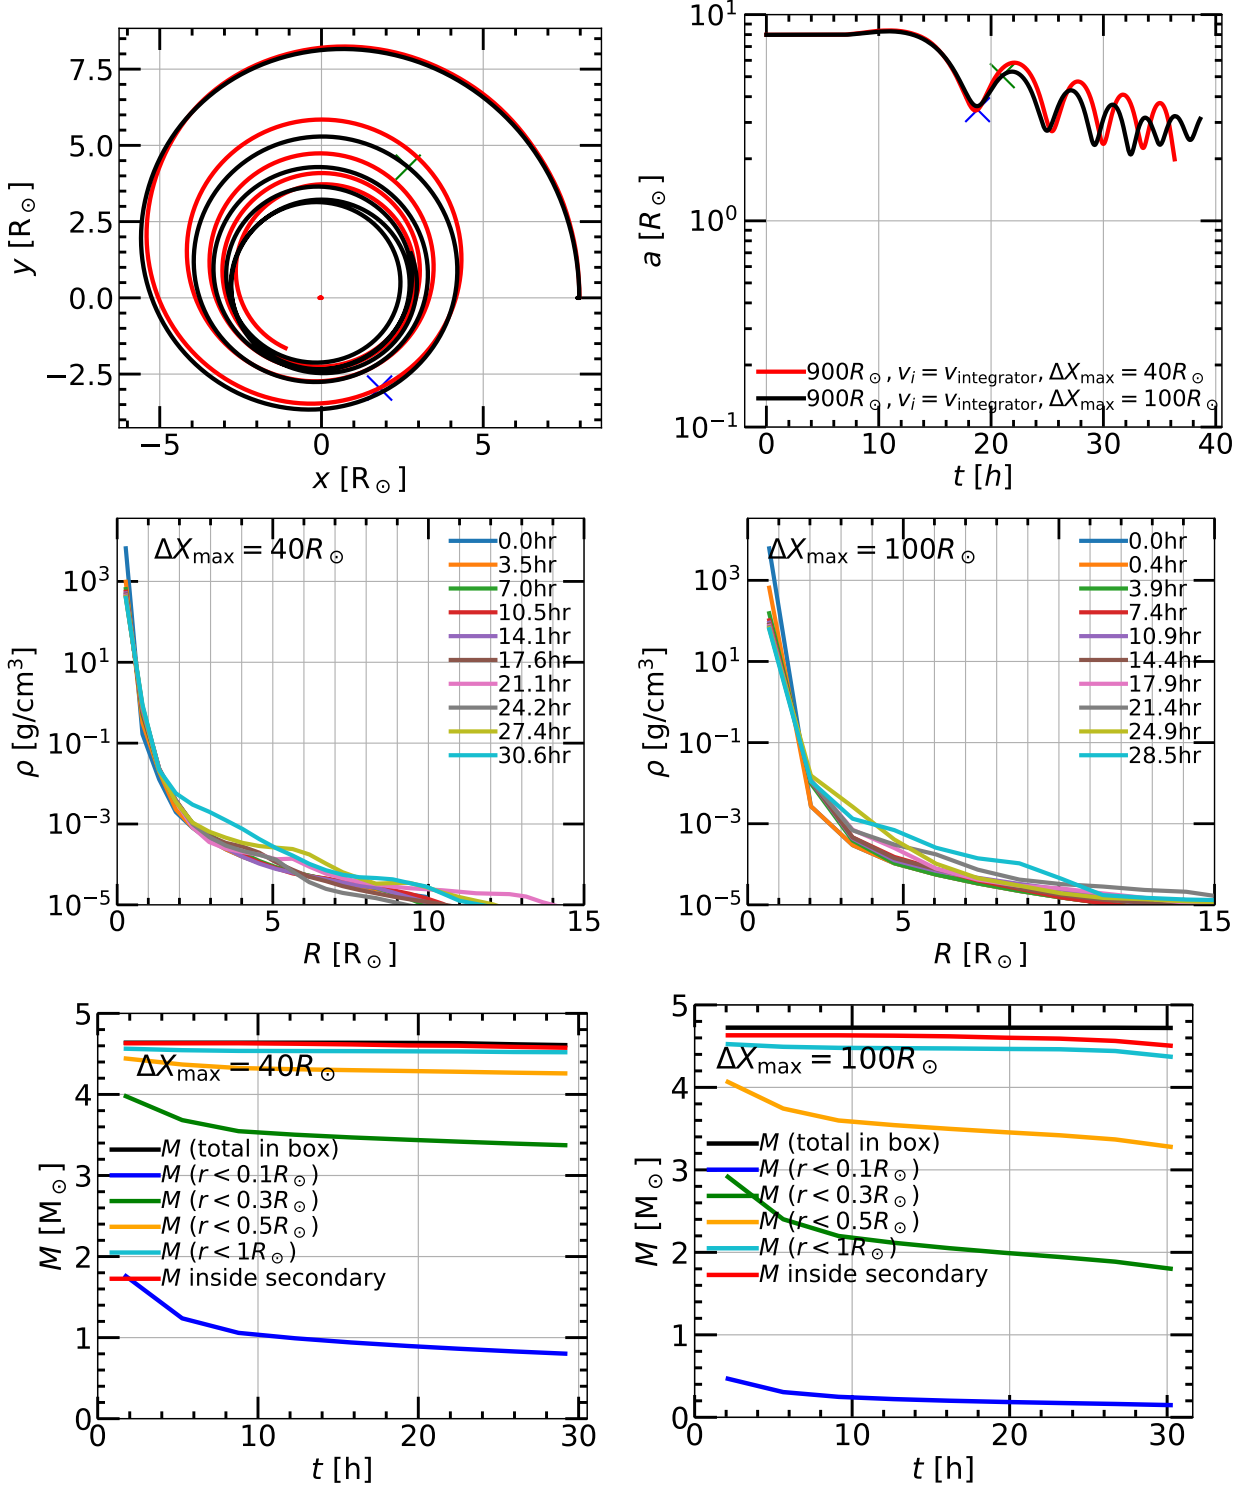 7.5
5.0
2.5
0.0
−2.5
−5
0
5
x [R⊙]
y [R⊙]
10¹
10⁰
10⁻¹
0
10
20
30
40
t [h]
a [R⊙]
900R⊙, vᵢ = v_integrator, ΔX_max = 40R⊙
900R⊙, vᵢ = v_integrator, ΔX_max = 100R⊙
ΔX_max = 40R⊙
0.0hr
3.5hr
7.0hr
10.5hr
14.1hr
17.6hr
21.1hr
24.2hr
27.4hr
30.6hr
10³
10¹
10⁻¹
10⁻³
10⁻⁵
0
5
10
15
R [R⊙]
ρ [g/cm³]
ΔX_max = 100R⊙
0.0hr
0.4hr
3.9hr
7.4hr
10.9hr
14.4hr
17.9hr
21.4hr
24.9hr
28.5hr
10³
10¹
10⁻¹
10⁻³
10⁻⁵
0
5
10
15
R [R⊙]
ρ [g/cm³]
5
4
3
2
1
0
ΔX_max = 40R⊙
M (total in box)
M (r < 0.1R⊙)
M (r < 0.3R⊙)
M (r < 0.5R⊙)
M (r < 1R⊙)
M inside secondary
0
10
20
30
t [h]
M [M⊙]
5
4
3
2
1
0
ΔX_max = 100R⊙
M (total in box)
M (r < 0.1R⊙)
M (r < 0.3R⊙)
M (r < 0.5R⊙)
M (r < 1R⊙)
M inside secondary
0
10
20
30
t [h]
M [M⊙]